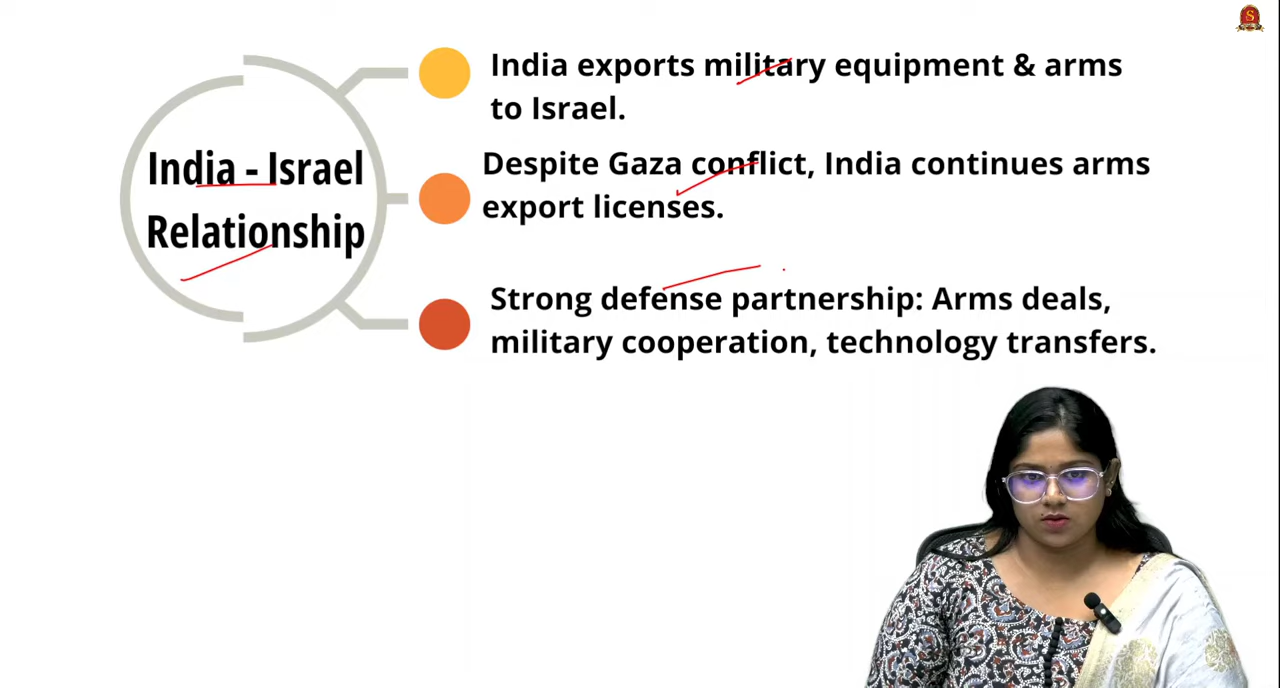 India - Israel
Relationship
India exports military equipment & arms
to Israel.
Despite Gaza conflict, India continues arms
export licenses.
Strong defense partnership: Arms deals,
military cooperation, technology transfers.